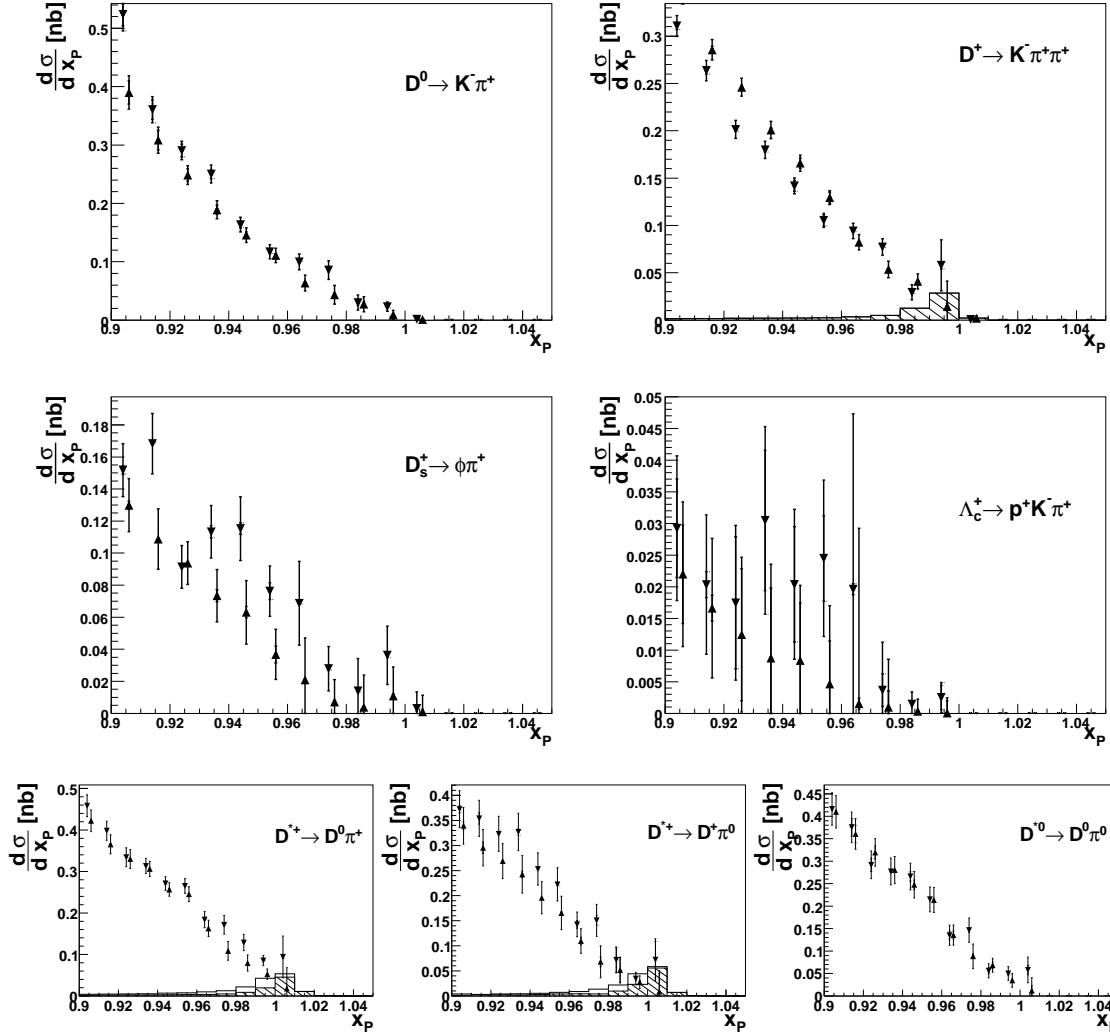 dσ/dx_P [nb]
D⁰→ K⁻π⁺
0.5
0.4
0.3
0.2
0.1
0
0.9 0.92 0.94 0.96 0.98 1 1.02 1.04
x_P
dσ/dx_P [nb]
D⁺→ K⁻π⁺π⁺
0.3
0.25
0.2
0.15
0.1
0.05
0
0.9 0.92 0.94 0.96 0.98 1 1.02 1.04
x_P
dσ/dx_P [nb]
D_s⁺→ φπ⁺
0.18
0.16
0.14
0.12
0.1
0.08
0.06
0.04
0.02
0
0.9 0.92 0.94 0.96 0.98 1 1.02 1.04
x_P
dσ/dx_P [nb]
Λ_c⁺→ p⁺K⁻π⁺
0.05
0.045
0.04
0.035
0.03
0.025
0.02
0.015
0.01
0.005
0
0.9 0.92 0.94 0.96 0.98 1 1.02 1.04
x_P
dσ/dx_P [nb]
D*⁺→ D⁰π⁺
0.5
0.4
0.3
0.2
0.1
0
0.9 0.92 0.94 0.96 0.98 1 1.02 1.04
x_P
dσ/dx_P [nb]
D*⁺→ D⁺π⁰
0.4
0.35
0.3
0.25
0.2
0.15
0.1
0.05
0
0.9 0.92 0.94 0.96 0.98 1 1.02 1.04
x_P
dσ/dx_P [nb]
D*⁰→ D⁰π⁰
0.45
0.4
0.35
0.3
0.25
0.2
0.15
0.1
0.05
0
0.9 0.92 0.94 0.96 0.98 1 1.02 1.04
x_P